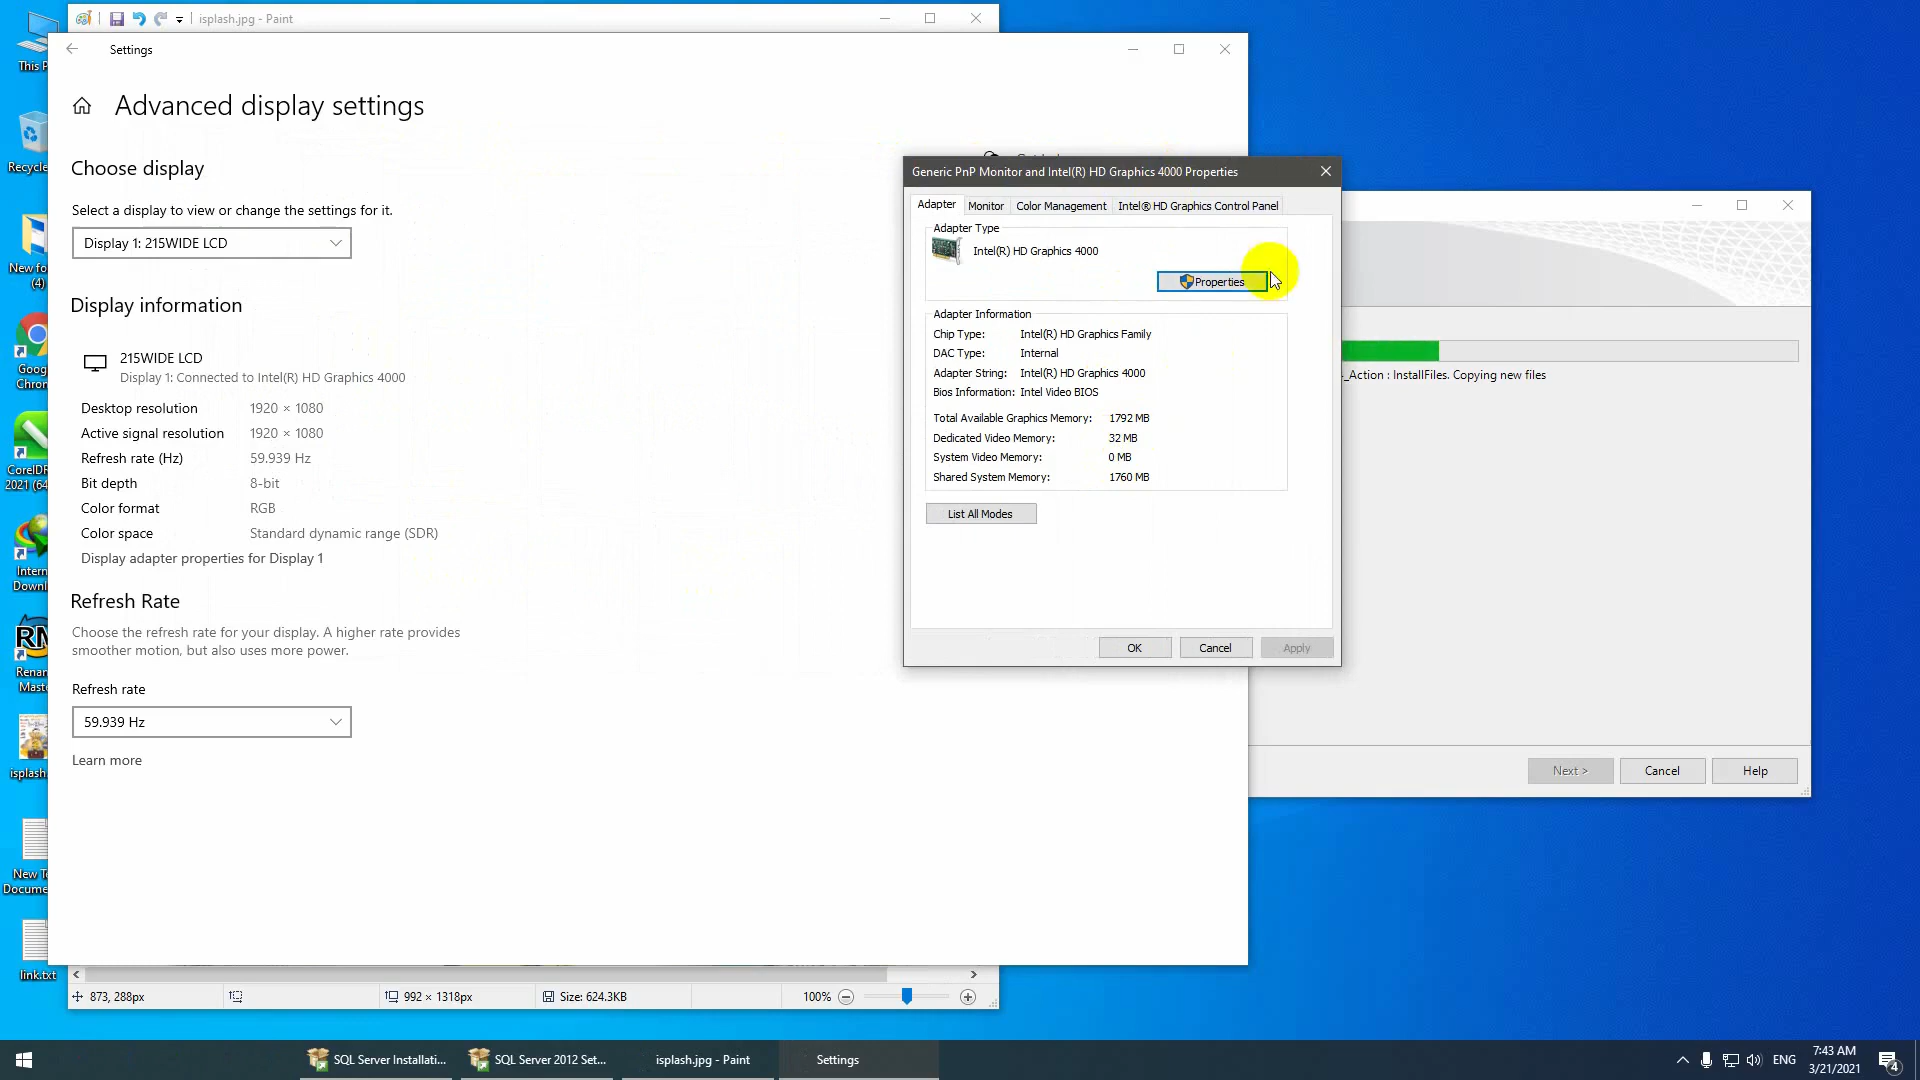 isplash.jpg - Paint
Settings
Advanced display settings
Choose display
Select a display to view or change the settings for it.
Display 1: 215WIDE LCD
Display information
215WIDE LCD
Display 1: Connected to Intel(R) HD Graphics 4000
Desktop resolution 1920 × 1080
Active signal resolution 1920 × 1080
Refresh rate (Hz) 59.939 Hz
Bit depth 8-bit
Color format RGB
Color space Standard dynamic range (SDR)
Display adapter properties for Display 1
Refresh Rate
Choose the refresh rate for your display. A higher rate provides
smoother motion, but also uses more power.
Refresh rate
59.939 Hz
Learn more
Generic PnP Monitor and Intel(R) HD Graphics 4000 Properties
Adapter Monitor Color Management Intel® HD Graphics Control Panel
Adapter Type
Intel(R) HD Graphics 4000
Properties
Adapter Information
Chip Type: Intel(R) HD Graphics Family
DAC Type: Internal
Adapter String: Intel(R) HD Graphics 4000
Bios Information: Intel Video BIOS
Total Available Graphics Memory: 1792 MB
Dedicated Video Memory: 32 MB
System Video Memory: 0 MB
Shared System Memory: 1760 MB
List All Modes
OK Cancel Apply
_Action : InstallFiles. Copying new files
Next > Cancel Help
This P
Recycle
New fo
(4)
Goog
Chro
CorelDR
2021 (64
Intern
Downl
RM
Renan
Mast
isplash.
New Te
Docume
link.txt
873, 288px 992 × 1318px Size: 624.3KB 100%
SQL Server Installati... SQL Server 2012 Set... isplash.jpg - Paint Settings
ENG
7:43 AM
3/21/2021
4